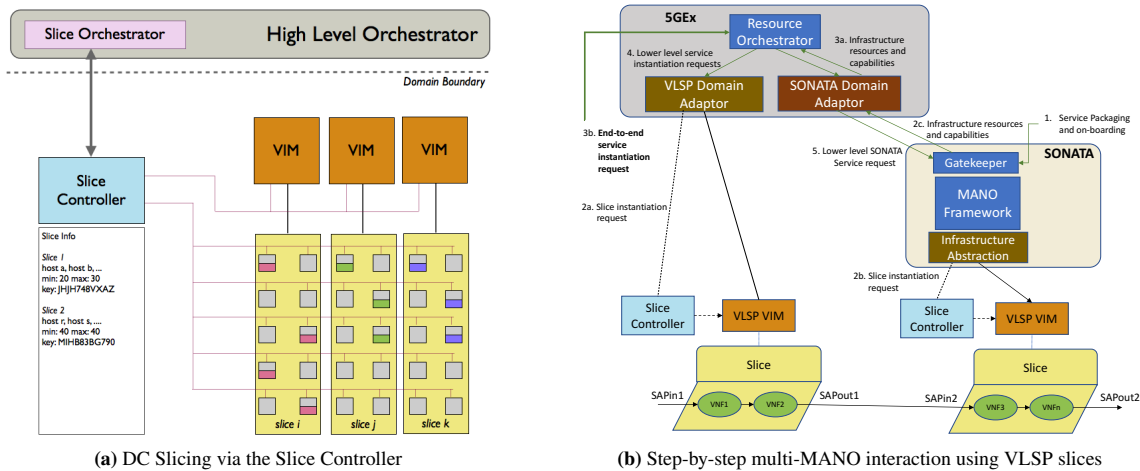 Slice Orchestrator
High Level Orchestrator
Domain Boundary
VIM
VIM
VIM
Slice
Controller
Slice Info
Slice 1
host a, host b, ...
min: 20 max: 30
key: JHJH748VXAZ
Slice 2
host r, host s, ....
min: 40 max: 40
key: MIHB83BG790
slice i
slice j
slice k
(a) DC Slicing via the Slice Controller
5GEx
Resource
Orchestrator
3a. Infrastructure
resources and
capabilities
4. Lower level service
instantiation requests
VLSP Domain
Adaptor
SONATA Domain
Adaptor
3b. End-to-end
service
instantiation
request
2c. Infrastructure resources
and capabilities
1. Service Packaging
and on-boarding
5. Lower level SONATA
Service request
SONATA
Gatekeeper
MANO
Framework
Infrastructure
Abstraction
2a. Slice instantiation
request
2b. Slice instantiation
request
Slice
Controller
VLSP VIM
Slice
Controller
VLSP VIM
Slice
Slice
SAPin1
VNF1
VNF2
SAPout1
SAPin2
VNF3
VNFn
SAPout2
(b) Step-by-step multi-MANO interaction using VLSP slices